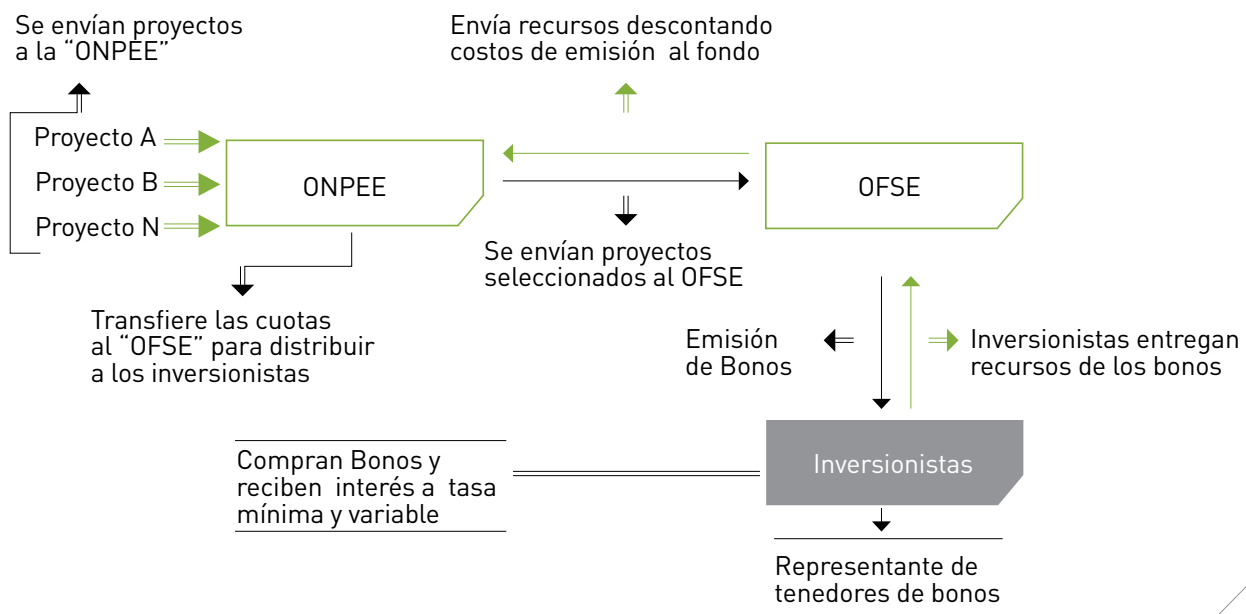 Se envían proyectos
a la “ONPEE”
Envía recursos descontando
costos de emisión al fondo
Proyecto A
Proyecto B
Proyecto N
ONPEE
OFSE
Se envían proyectos
seleccionados al OFSE
Transfiere las cuotas
al “OFSE” para distribuir
a los inversionistas
Emisión
de Bonos
Inversionistas entregan
recursos de los bonos
Compran Bonos y
reciben interés a tasa
mínima y variable
Inversionistas
Representante de
tenedores de bonos